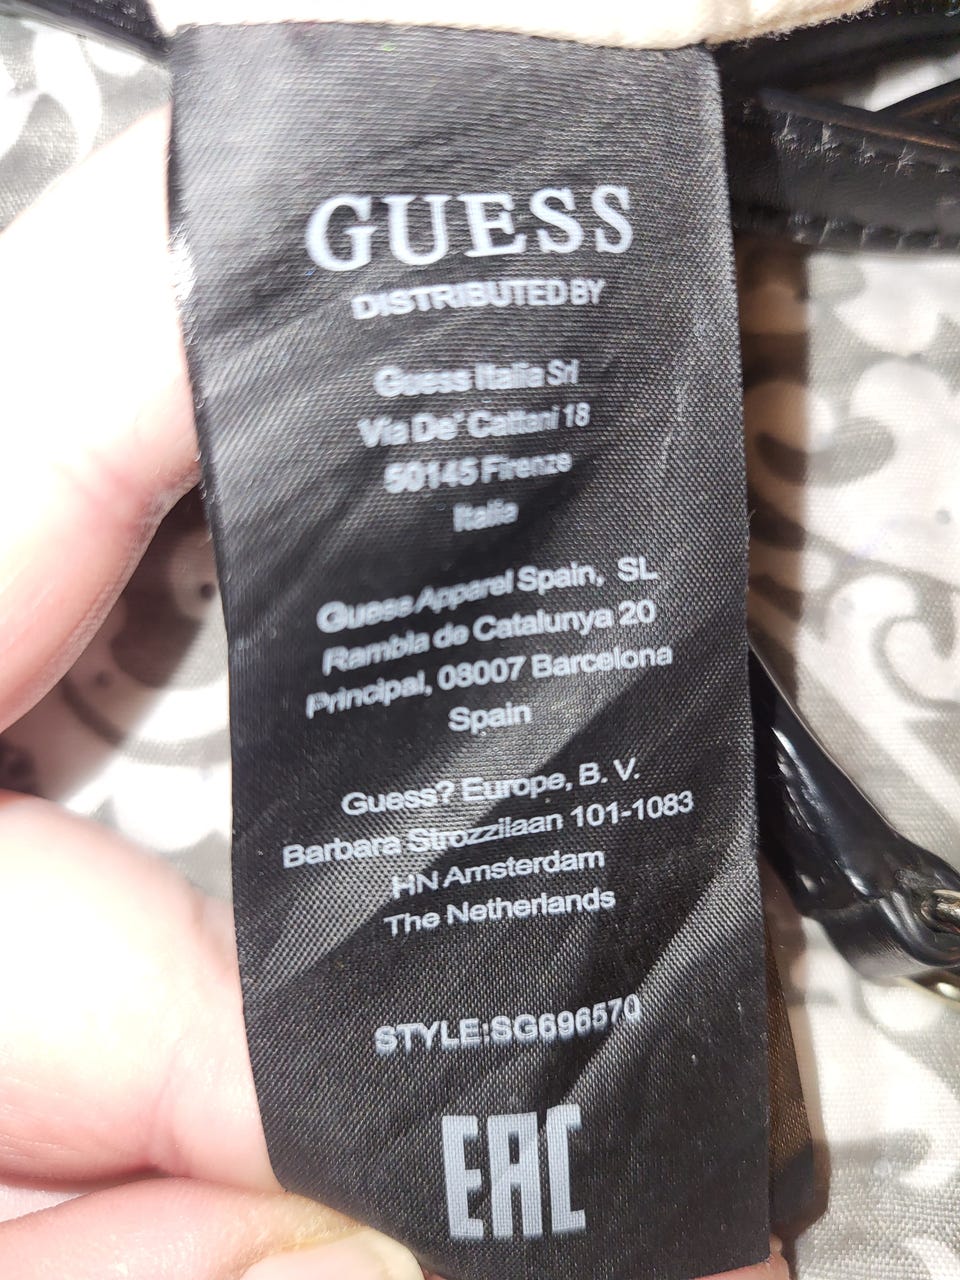 GUESS
DISTRIBUTED BY
Guess Italia Srl
Via De' Cattani 18
50145 Firenze
Italia
Guess Apparel Spain, SL
Rambla de Catalunya 20
Principal, 08007 Barcelona
Spain
Guess? Europe, B. V.
Barbara Strozzilaan 101-1083
HN Amsterdam
The Netherlands
STYLE:SG696570
EAC